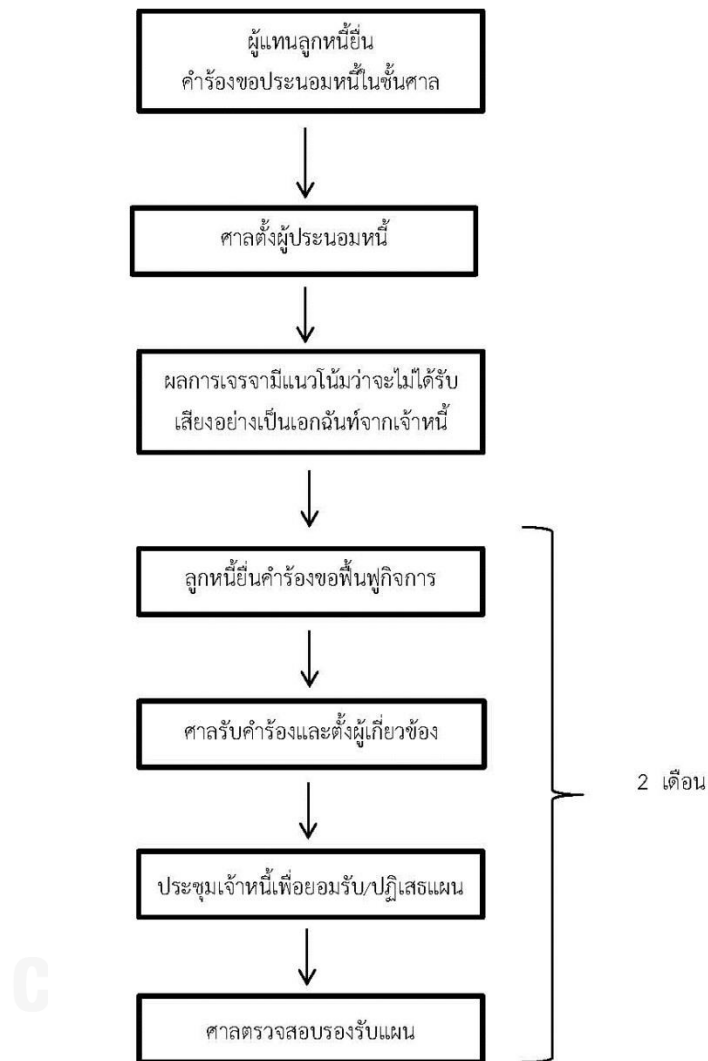 ผู้แทนลูกหนี้ยื่น
คำร้องขอประนอมหนี้ในชั้นศาล
ศาลตั้งผู้ประนอมหนี้
ผลการเจรจามีแนวโน้มว่าจะไม่ได้รับ
เสียงอย่างเป็นเอกฉันท์จากเจ้าหนี้
ลูกหนี้ยื่นคำร้องขอฟื้นฟูกิจการ
ศาลรับคำร้องและตั้งผู้เกี่ยวข้อง
2 เดือน
ประชุมเจ้าหนี้เพื่อยอมรับ/ปฏิเสธแผน
ศาลตรวจสอบรองรับแผน
C